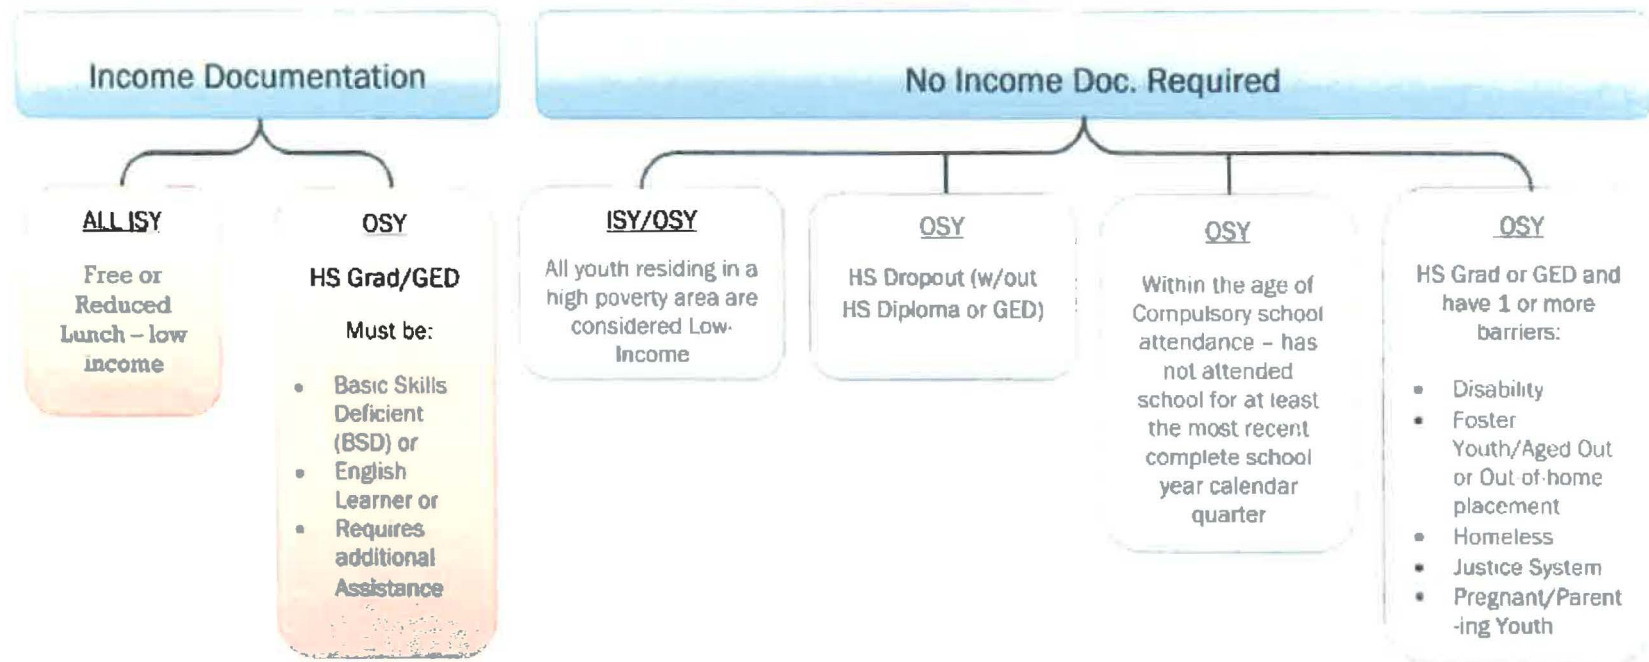 Income Documentation
No Income Doc. Required
ALL ISY
Free or
Reduced
Lunch – low
income
OSY
HS Grad/GED
Must be:
• Basic Skills
Deficient
(BSD) or
• English
Learner or
• Requires
additional
Assistance
ISY/OSY
All youth residing in a
high poverty area are
considered Low-
Income
OSY
HS Dropout (w/out
HS Diploma or GED)
OSY
Within the age of
Compulsory school
attendance – has
not attended
school for at least
the most recent
complete school
year calendar
quarter
OSY
HS Grad or GED and
have 1 or more
barriers:
• Disability
• Foster
Youth/Aged Out
or Out-of-home
placement
• Homeless
• Justice System
• Pregnant/Parent
-ing Youth